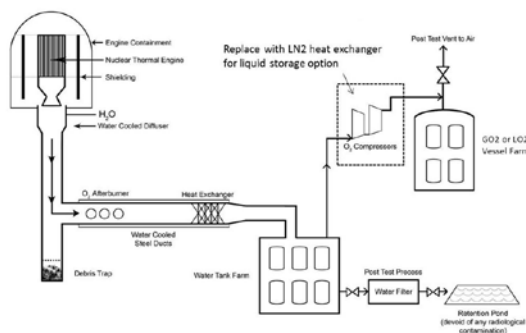 Engine Containment
Nuclear Thermal Engine
Shielding
H2O
Water Cooled Diffuser
Replace with LN2 heat exchanger
for liquid storage option
Post Test Vent to Air
O2 Compressors
GO2 or LO2
Vessel Farm
O2 Afterburner
Heat Exchanger
Water Cooled
Steel Ducts
Debris Trap
Water Tank Farm
Post Test Process
Water Filter
Retention Pond
(devoid of any radiological
contamination)